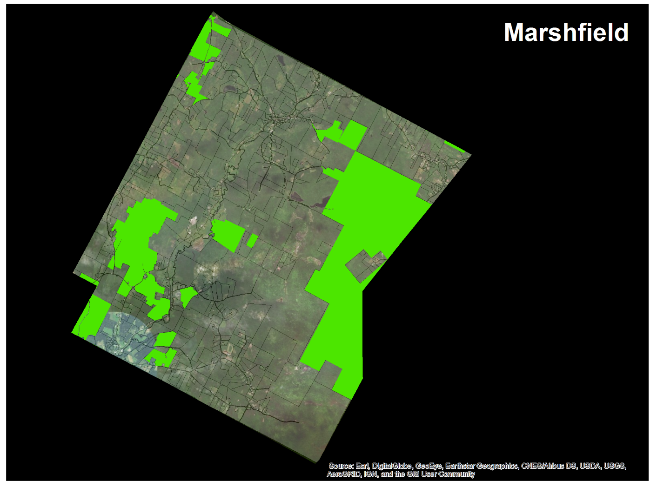 Marshfield
Source: Esri, DigitalGlobe, GeoEye, Earthstar Geographics, CNES/Airbus DS, USDA, USGS,
AeroGRID, IGN, and the GIS User Community